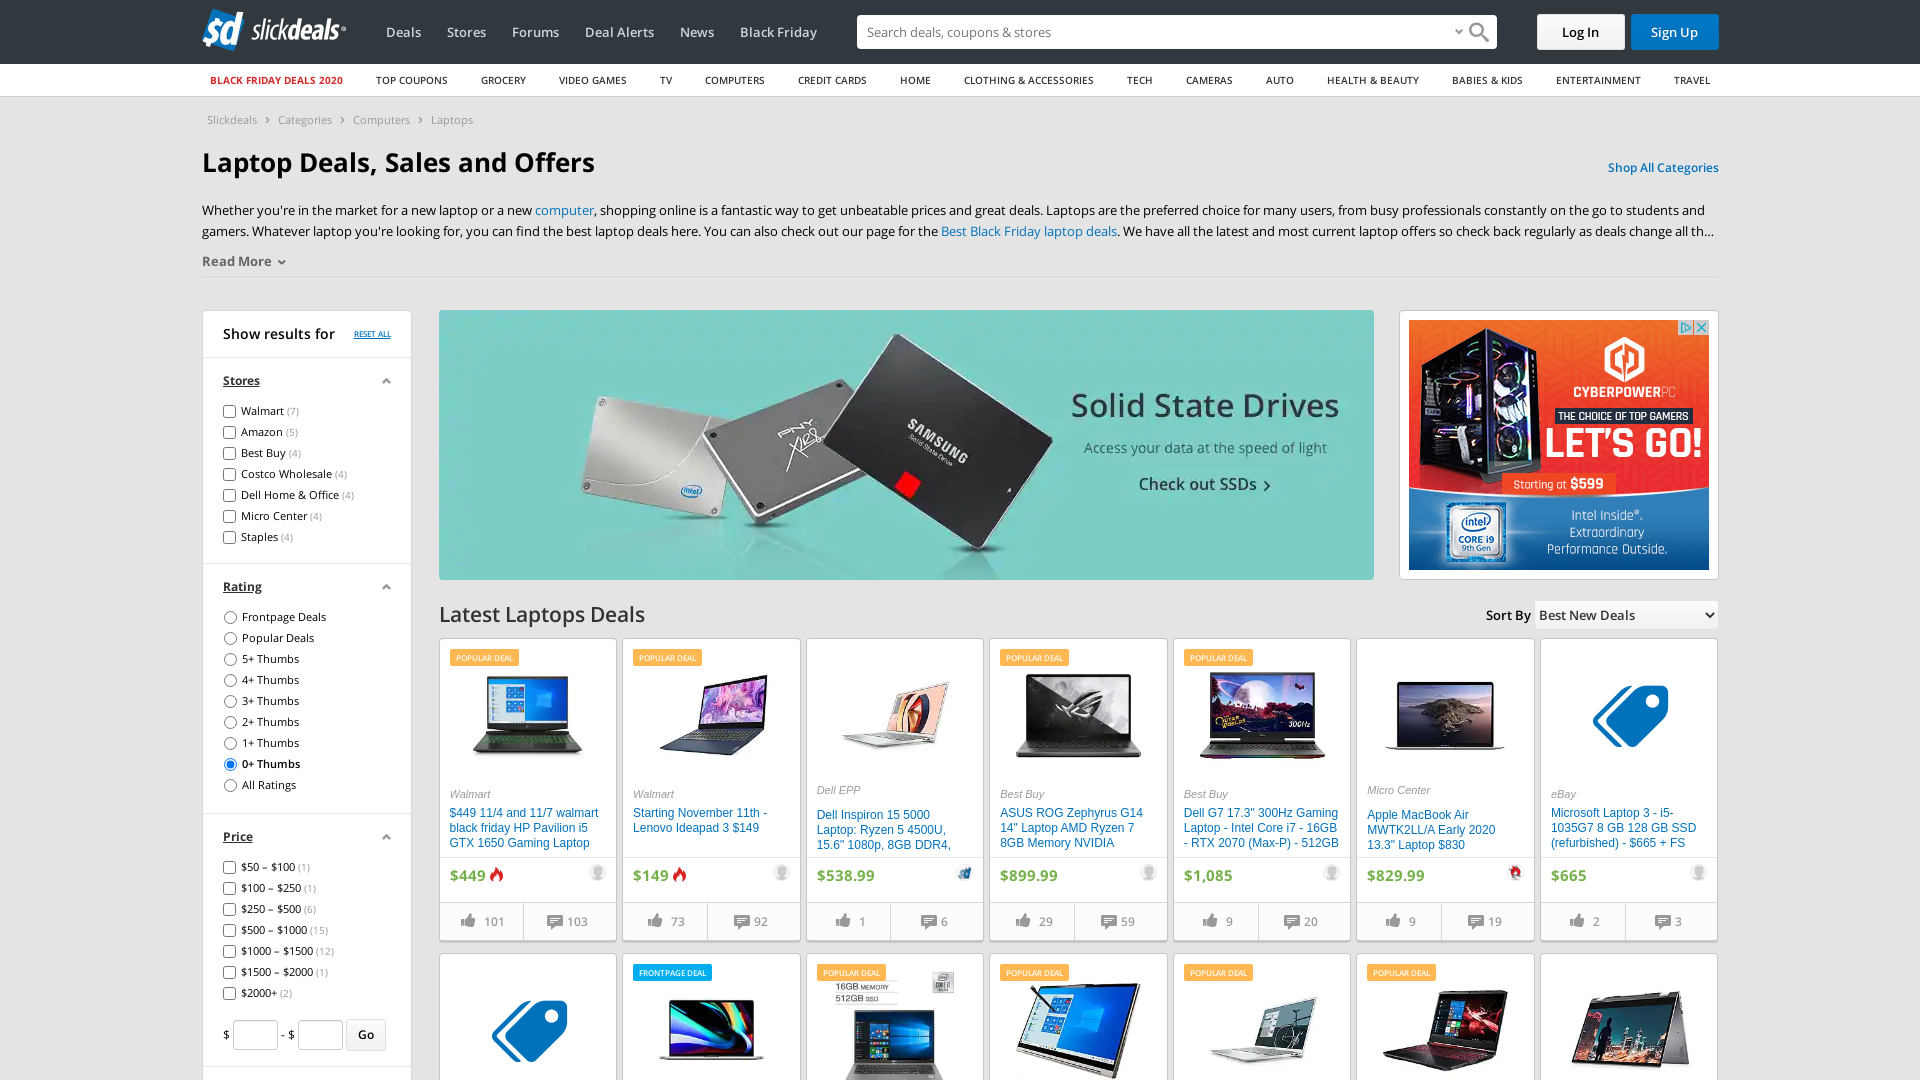 sd slickdeals
Deals
Stores
Forums
Deal Alerts
News
Black Friday
Search deals, coupons & stores
Log In
Sign Up
BLACK FRIDAY DEALS 2020
TOP COUPONS
GROCERY
VIDEO GAMES
TV
COMPUTERS
CREDIT CARDS
HOME
CLOTHING & ACCESSORIES
TECH
CAMERAS
AUTO
HEALTH & BEAUTY
BABIES & KIDS
ENTERTAINMENT
TRAVEL
Slickdeals > Categories > Computers > Laptops
Laptop Deals, Sales and Offers
Shop All Categories
Whether you're in the market for a new laptop or a new computer, shopping online is a fantastic way to get unbeatable prices and great deals. Laptops are the preferred choice for many users, from busy professionals constantly on the go to students and
gamers. Whatever laptop you're looking for, you can find the best laptop deals here. You can also check out our page for the Best Black Friday laptop deals. We have all the latest and most current laptop offers so check back regularly as deals change all th…
Read More
Show results for
RESET ALL
Stores
Walmart (7)
Amazon (5)
Best Buy (4)
Costco Wholesale (4)
Dell Home & Office (4)
Micro Center (4)
Staples (4)
Rating
Frontpage Deals
Popular Deals
5+ Thumbs
4+ Thumbs
3+ Thumbs
2+ Thumbs
1+ Thumbs
0+ Thumbs
All Ratings
Price
$50 – $100 (1)
$100 – $250 (1)
$250 – $500 (6)
$500 – $1000 (15)
$1000 – $1500 (12)
$1500 – $2000 (1)
$2000+ (2)
$ - $ Go
intel
PNY
XLR8
SAMSUNG
Solid State Drive
Solid State Drives
Access your data at the speed of light
Check out SSDs >
CYBERPOWERPC
THE CHOICE OF TOP GAMERS
LET'S GO!
Starting at $599
intel
CORE i9
9th Gen
Intel Inside®.
Extraordinary
Performance Outside.
Latest Laptops Deals
Sort By Best New Deals
POPULAR DEAL
Walmart
$449 11/4 and 11/7 walmart
black friday HP Pavilion i5
GTX 1650 Gaming Laptop
$449
101
103
POPULAR DEAL
Walmart
Starting November 11th -
Lenovo Ideapad 3 $149
$149
73
92
Dell EPP
Dell Inspiron 15 5000
Laptop: Ryzen 5 4500U,
15.6" 1080p, 8GB DDR4,
$538.99
1
6
POPULAR DEAL
Best Buy
ASUS ROG Zephyrus G14
14" Laptop AMD Ryzen 7
8GB Memory NVIDIA
$899.99
29
59
POPULAR DEAL
OUTER WORLDS
300Hz
Best Buy
Dell G7 17.3" 300Hz Gaming
Laptop - Intel Core i7 - 16GB
- RTX 2070 (Max-P) - 512GB
$1,085
9
20
Micro Center
Apple MacBook Air
MWTK2LL/A Early 2020
13.3" Laptop $830
$829.99
9
19
eBay
Microsoft Laptop 3 - i5-
1035G7 8 GB 128 GB SSD
(refurbished) - $665 + FS
$665
2
3
FRONTPAGE DEAL
POPULAR DEAL
16GB MEMORY
512GB SSD
POPULAR DEAL
POPULAR DEAL
POPULAR DEAL